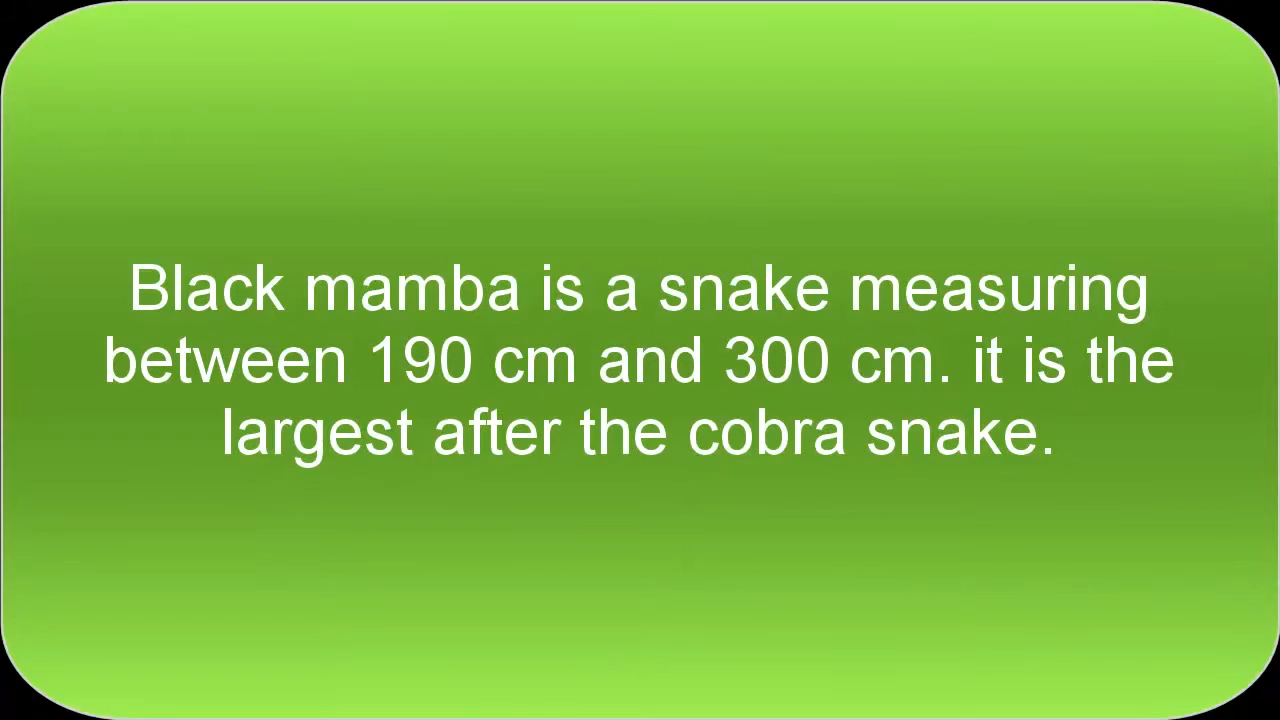 Black mamba is a snake measuring
between 190 cm and 300 cm. it is the
largest after the cobra snake.